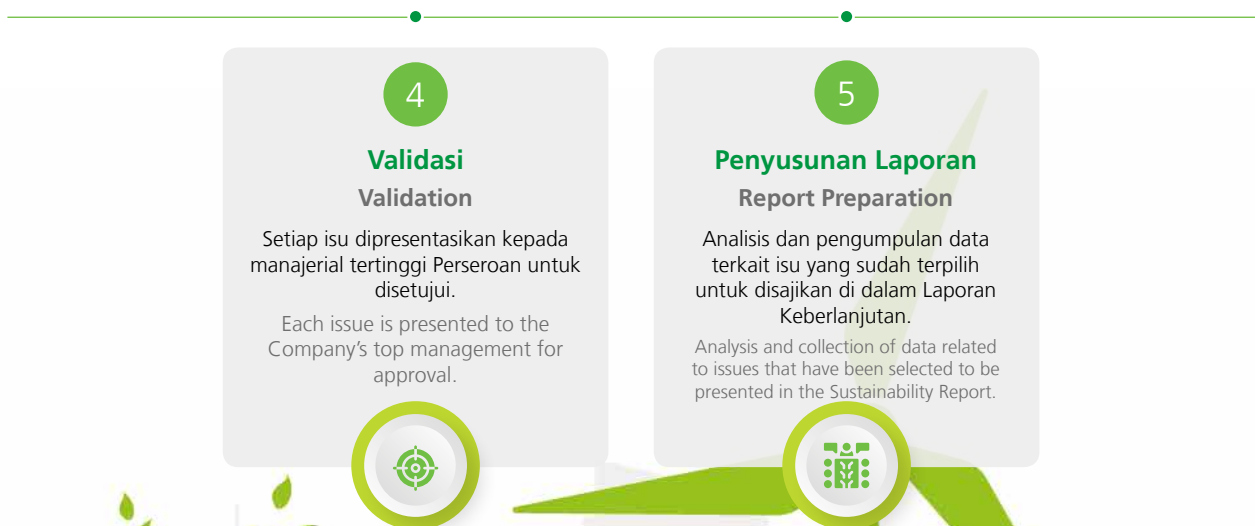 4
Validasi
Validation
Setiap isu dipresentasikan kepada
manajerial tertinggi Perseroan untuk
disetujui.
Each issue is presented to the
Company’s top management for
approval.
5
Penyusunan Laporan
Report Preparation
Analisis dan pengumpulan data
terkait isu yang sudah terpilih
untuk disajikan di dalam Laporan
Keberlanjutan.
Analysis and collection of data related
to issues that have been selected to be
presented in the Sustainability Report.